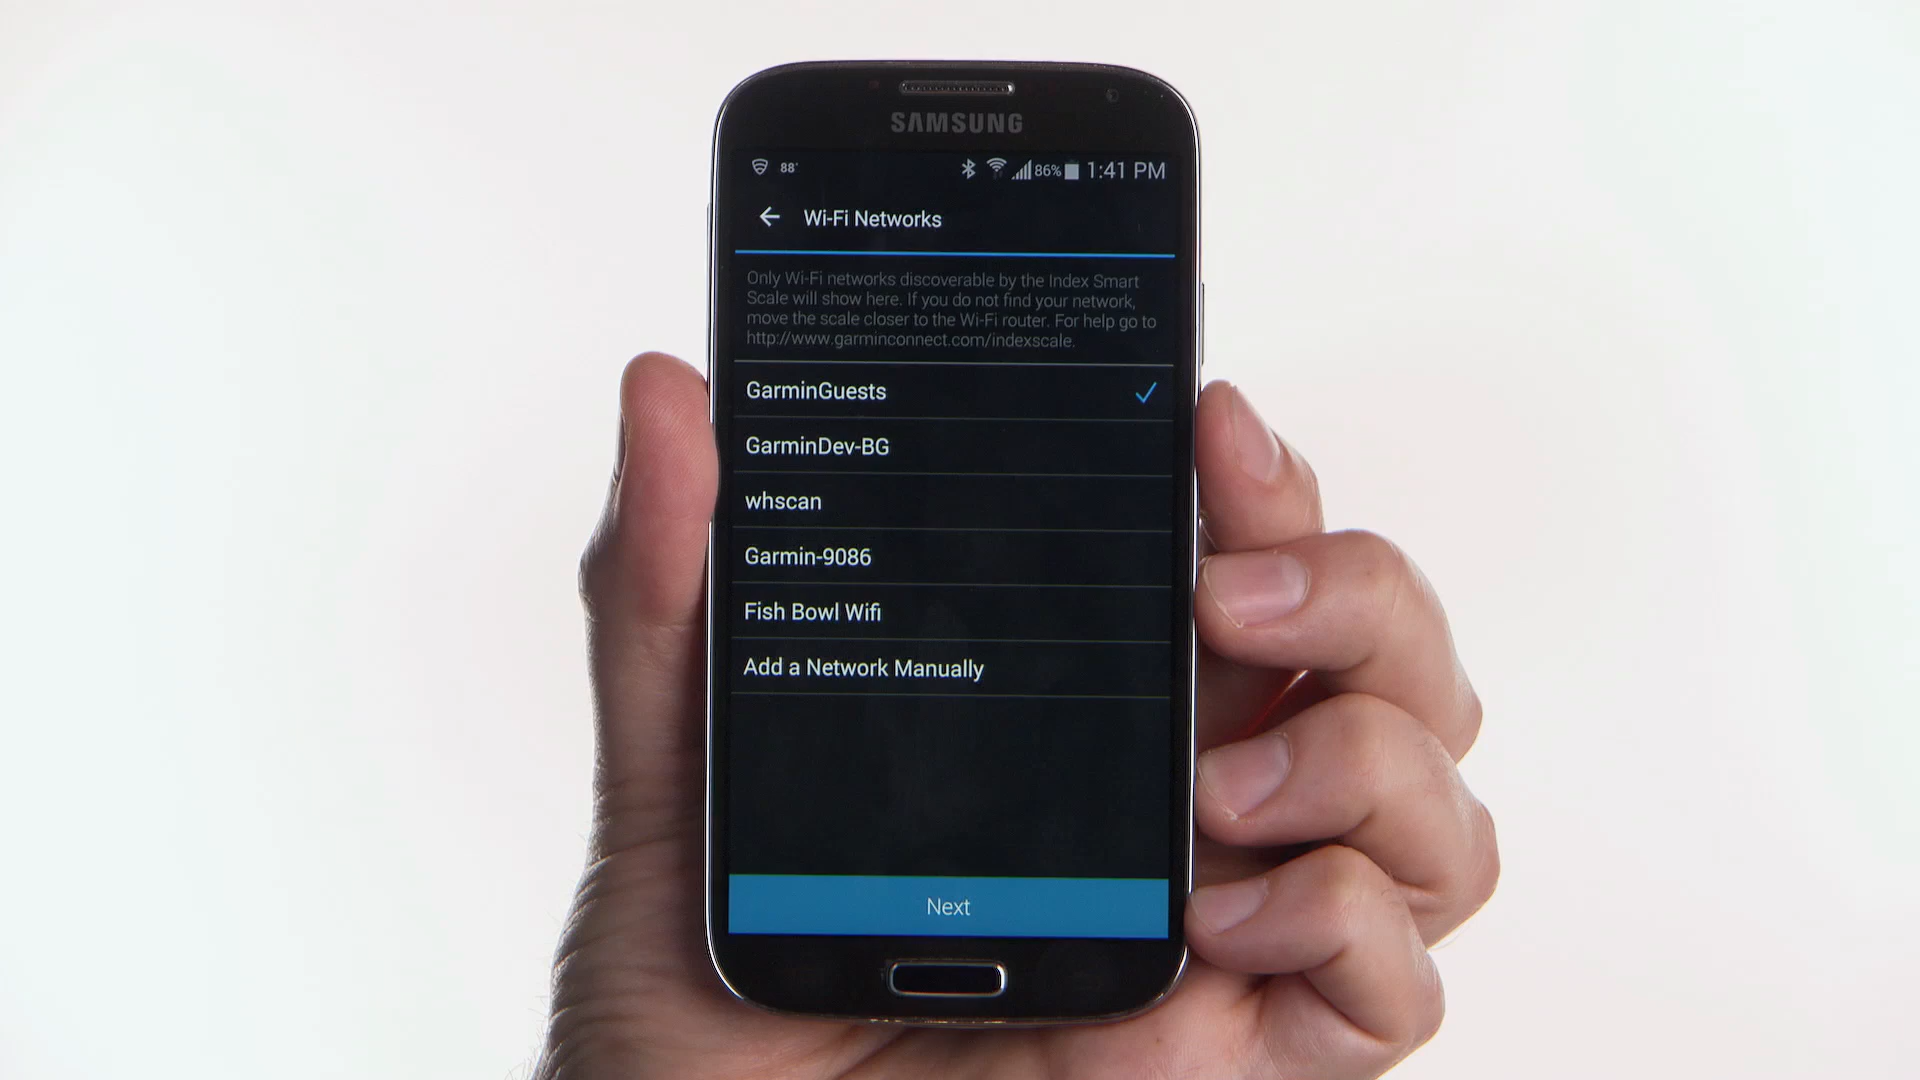 SAMSUNG
88°
86% 1:41 PM
Wi-Fi Networks
Only Wi-Fi networks discoverable by the Index Smart
Scale will show here. If you do not find your network,
move the scale closer to the Wi-Fi router. For help go to
http://www.garminconnect.com/indexscale.
GarminGuests
GarminDev-BG
whscan
Garmin-9086
Fish Bowl Wifi
Add a Network Manually
Next